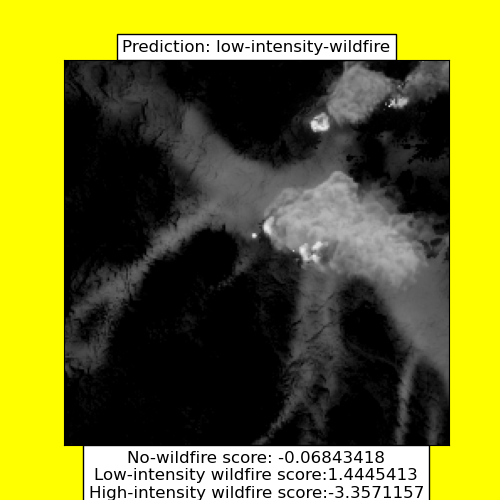 Prediction: low-intensity-wildfire
No-wildfire score: -0.06843418
Low-intensity wildfire score:1.4445413
High-intensity wildfire score:-3.3571157